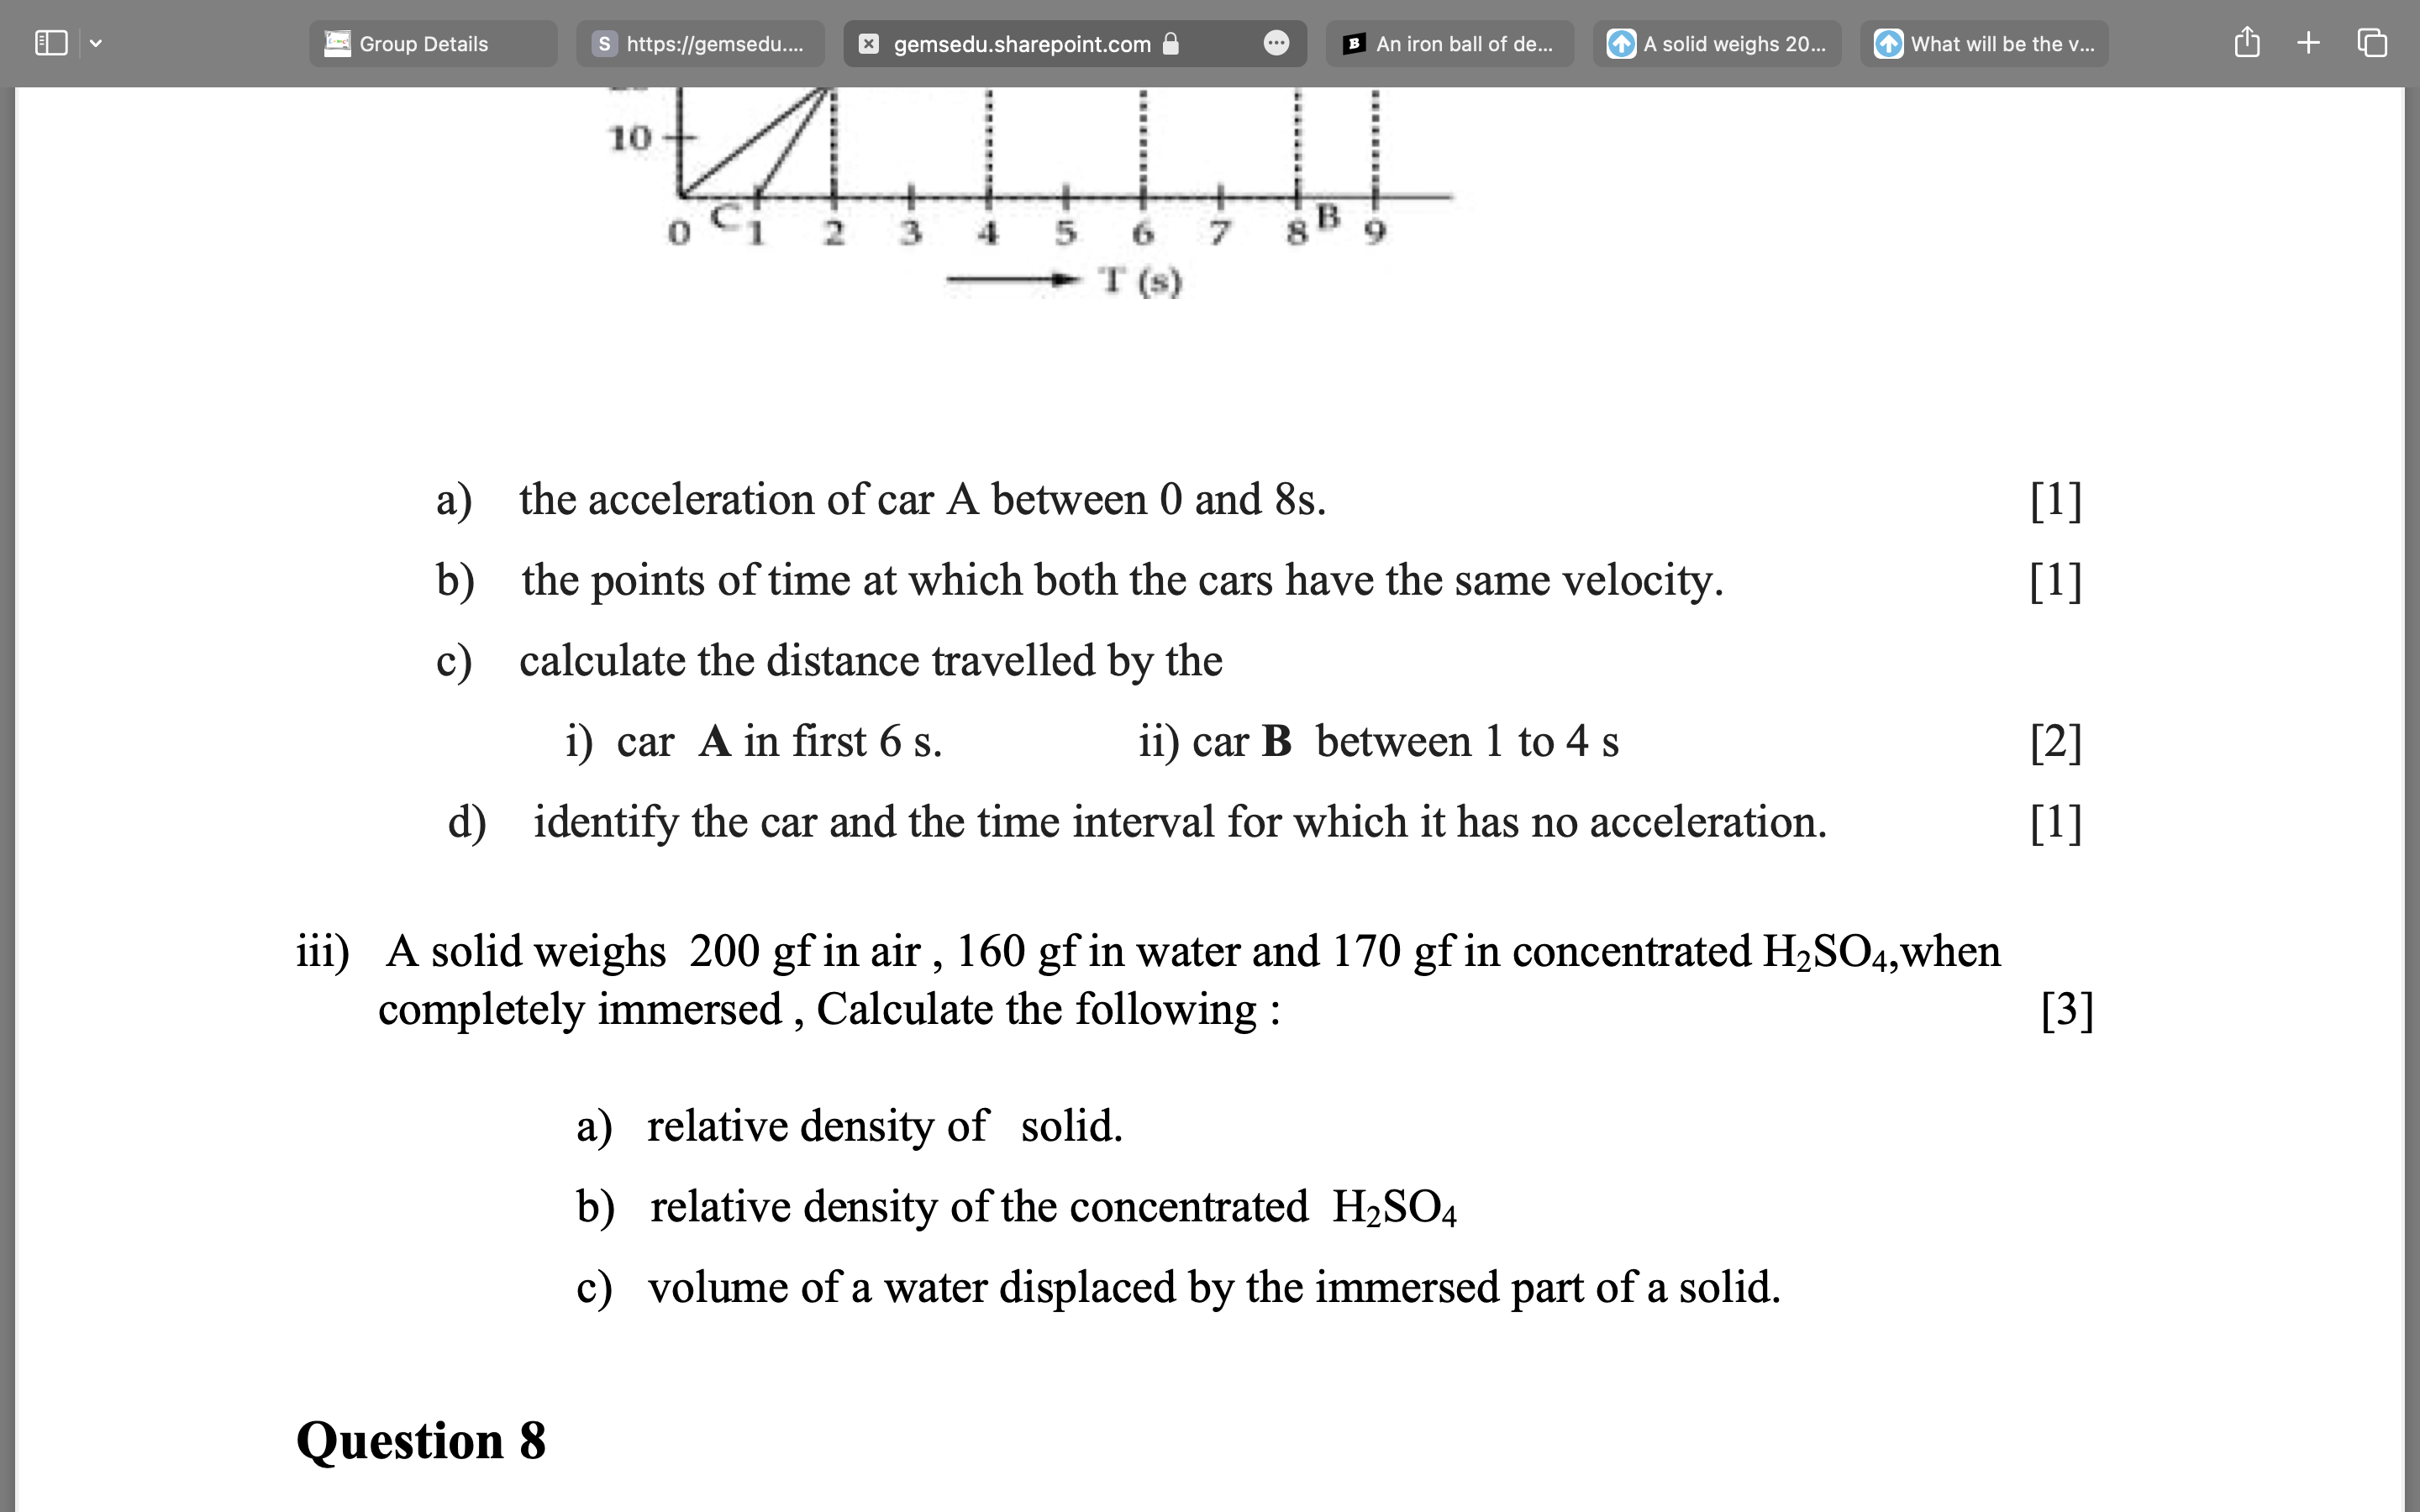 Group Details
S https://gemsedu....
gemsedu.sharepoint.com
B An iron ball of de...
A solid weighs 20...
What will be the v...
10
C B
0 1 2 3 4 5 6 7 8 9
T (s)
a) the acceleration of car A between 0 and 8s. [1]
b) the points of time at which both the cars have the same velocity. [1]
c) calculate the distance travelled by the
i) car A in first 6 s. ii) car B between 1 to 4 s [2]
d) identify the car and the time interval for which it has no acceleration. [1]
iii) A solid weighs 200 gf in air , 160 gf in water and 170 gf in concentrated H₂SO₄,when
completely immersed , Calculate the following : [3]
a) relative density of solid.
b) relative density of the concentrated H₂SO₄
c) volume of a water displaced by the immersed part of a solid.
Question 8